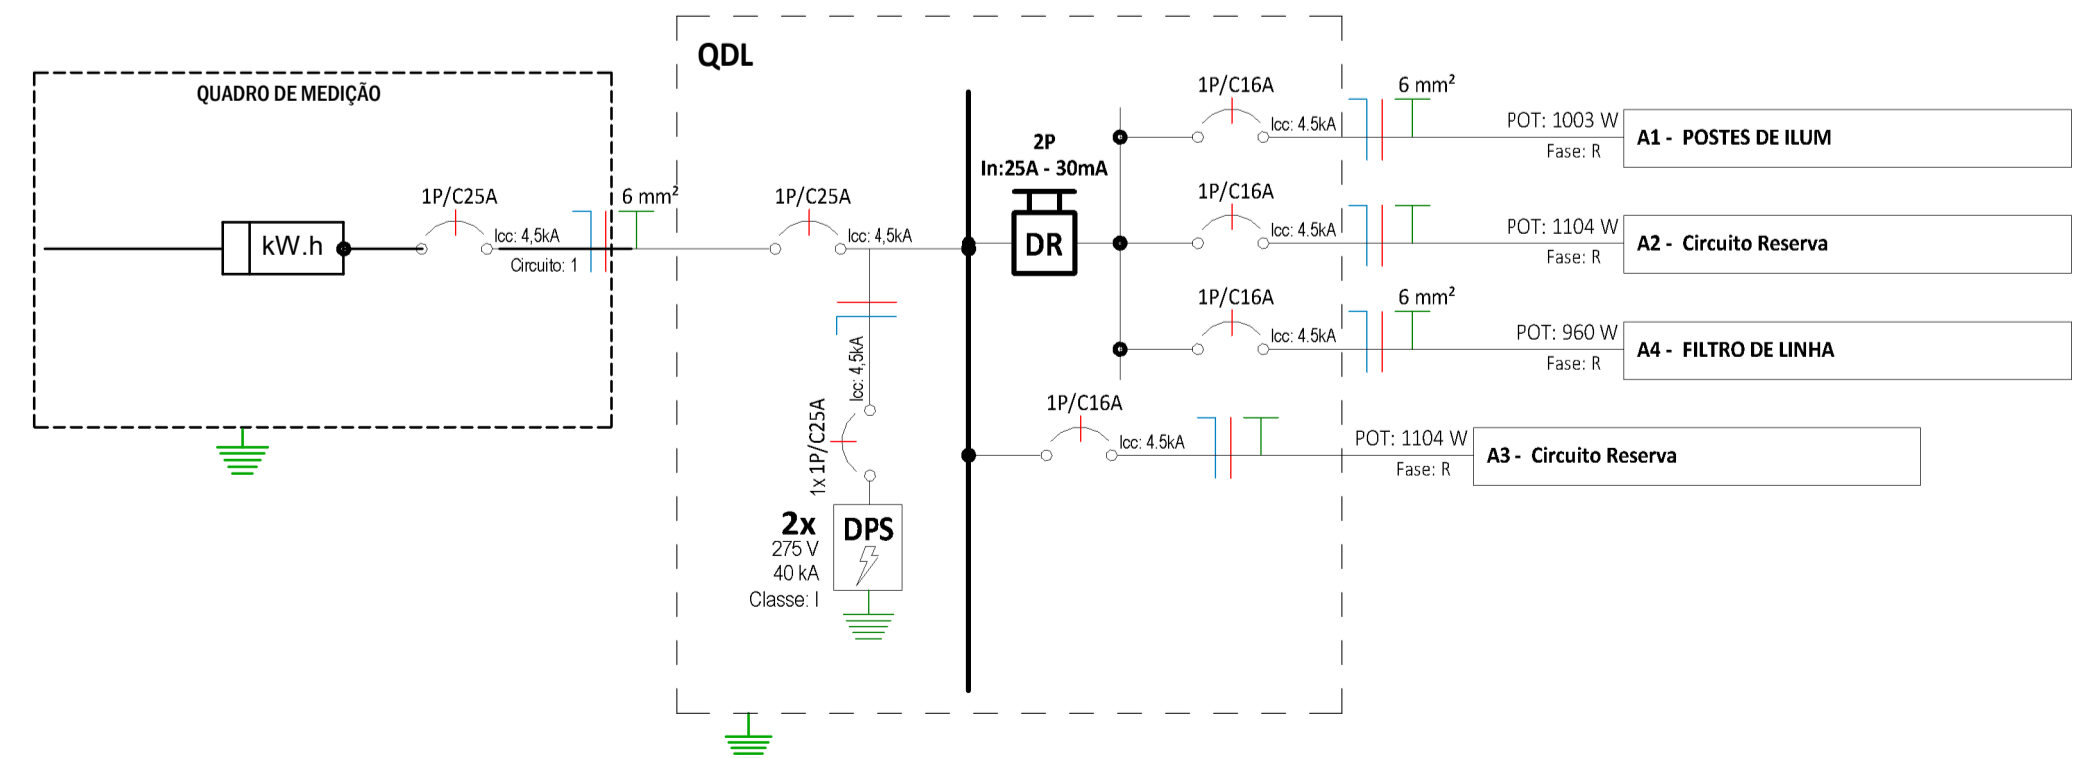 QDL
QUADRO DE MEDIÇÃO
kW.h
1P/C25A
Icc: 4,5kA
Circuito: 1
6 mm²
1P/C25A
Icc: 4,5kA
Icc: 4,5kA
1x 1P/C25A
2x
275 V
40 kA
Classe: I
DPS
2P
In:25A - 30mA
DR
1P/C16A
Icc: 4.5kA
6 mm²
POT: 1003 W
Fase: R
A1 - POSTES DE ILUM
1P/C16A
Icc: 4.5kA
POT: 1104 W
Fase: R
A2 - Circuito Reserva
1P/C16A
Icc: 4.5kA
6 mm²
POT: 960 W
Fase: R
A4 - FILTRO DE LINHA
1P/C16A
Icc: 4.5kA
POT: 1104 W
Fase: R
A3 - Circuito Reserva